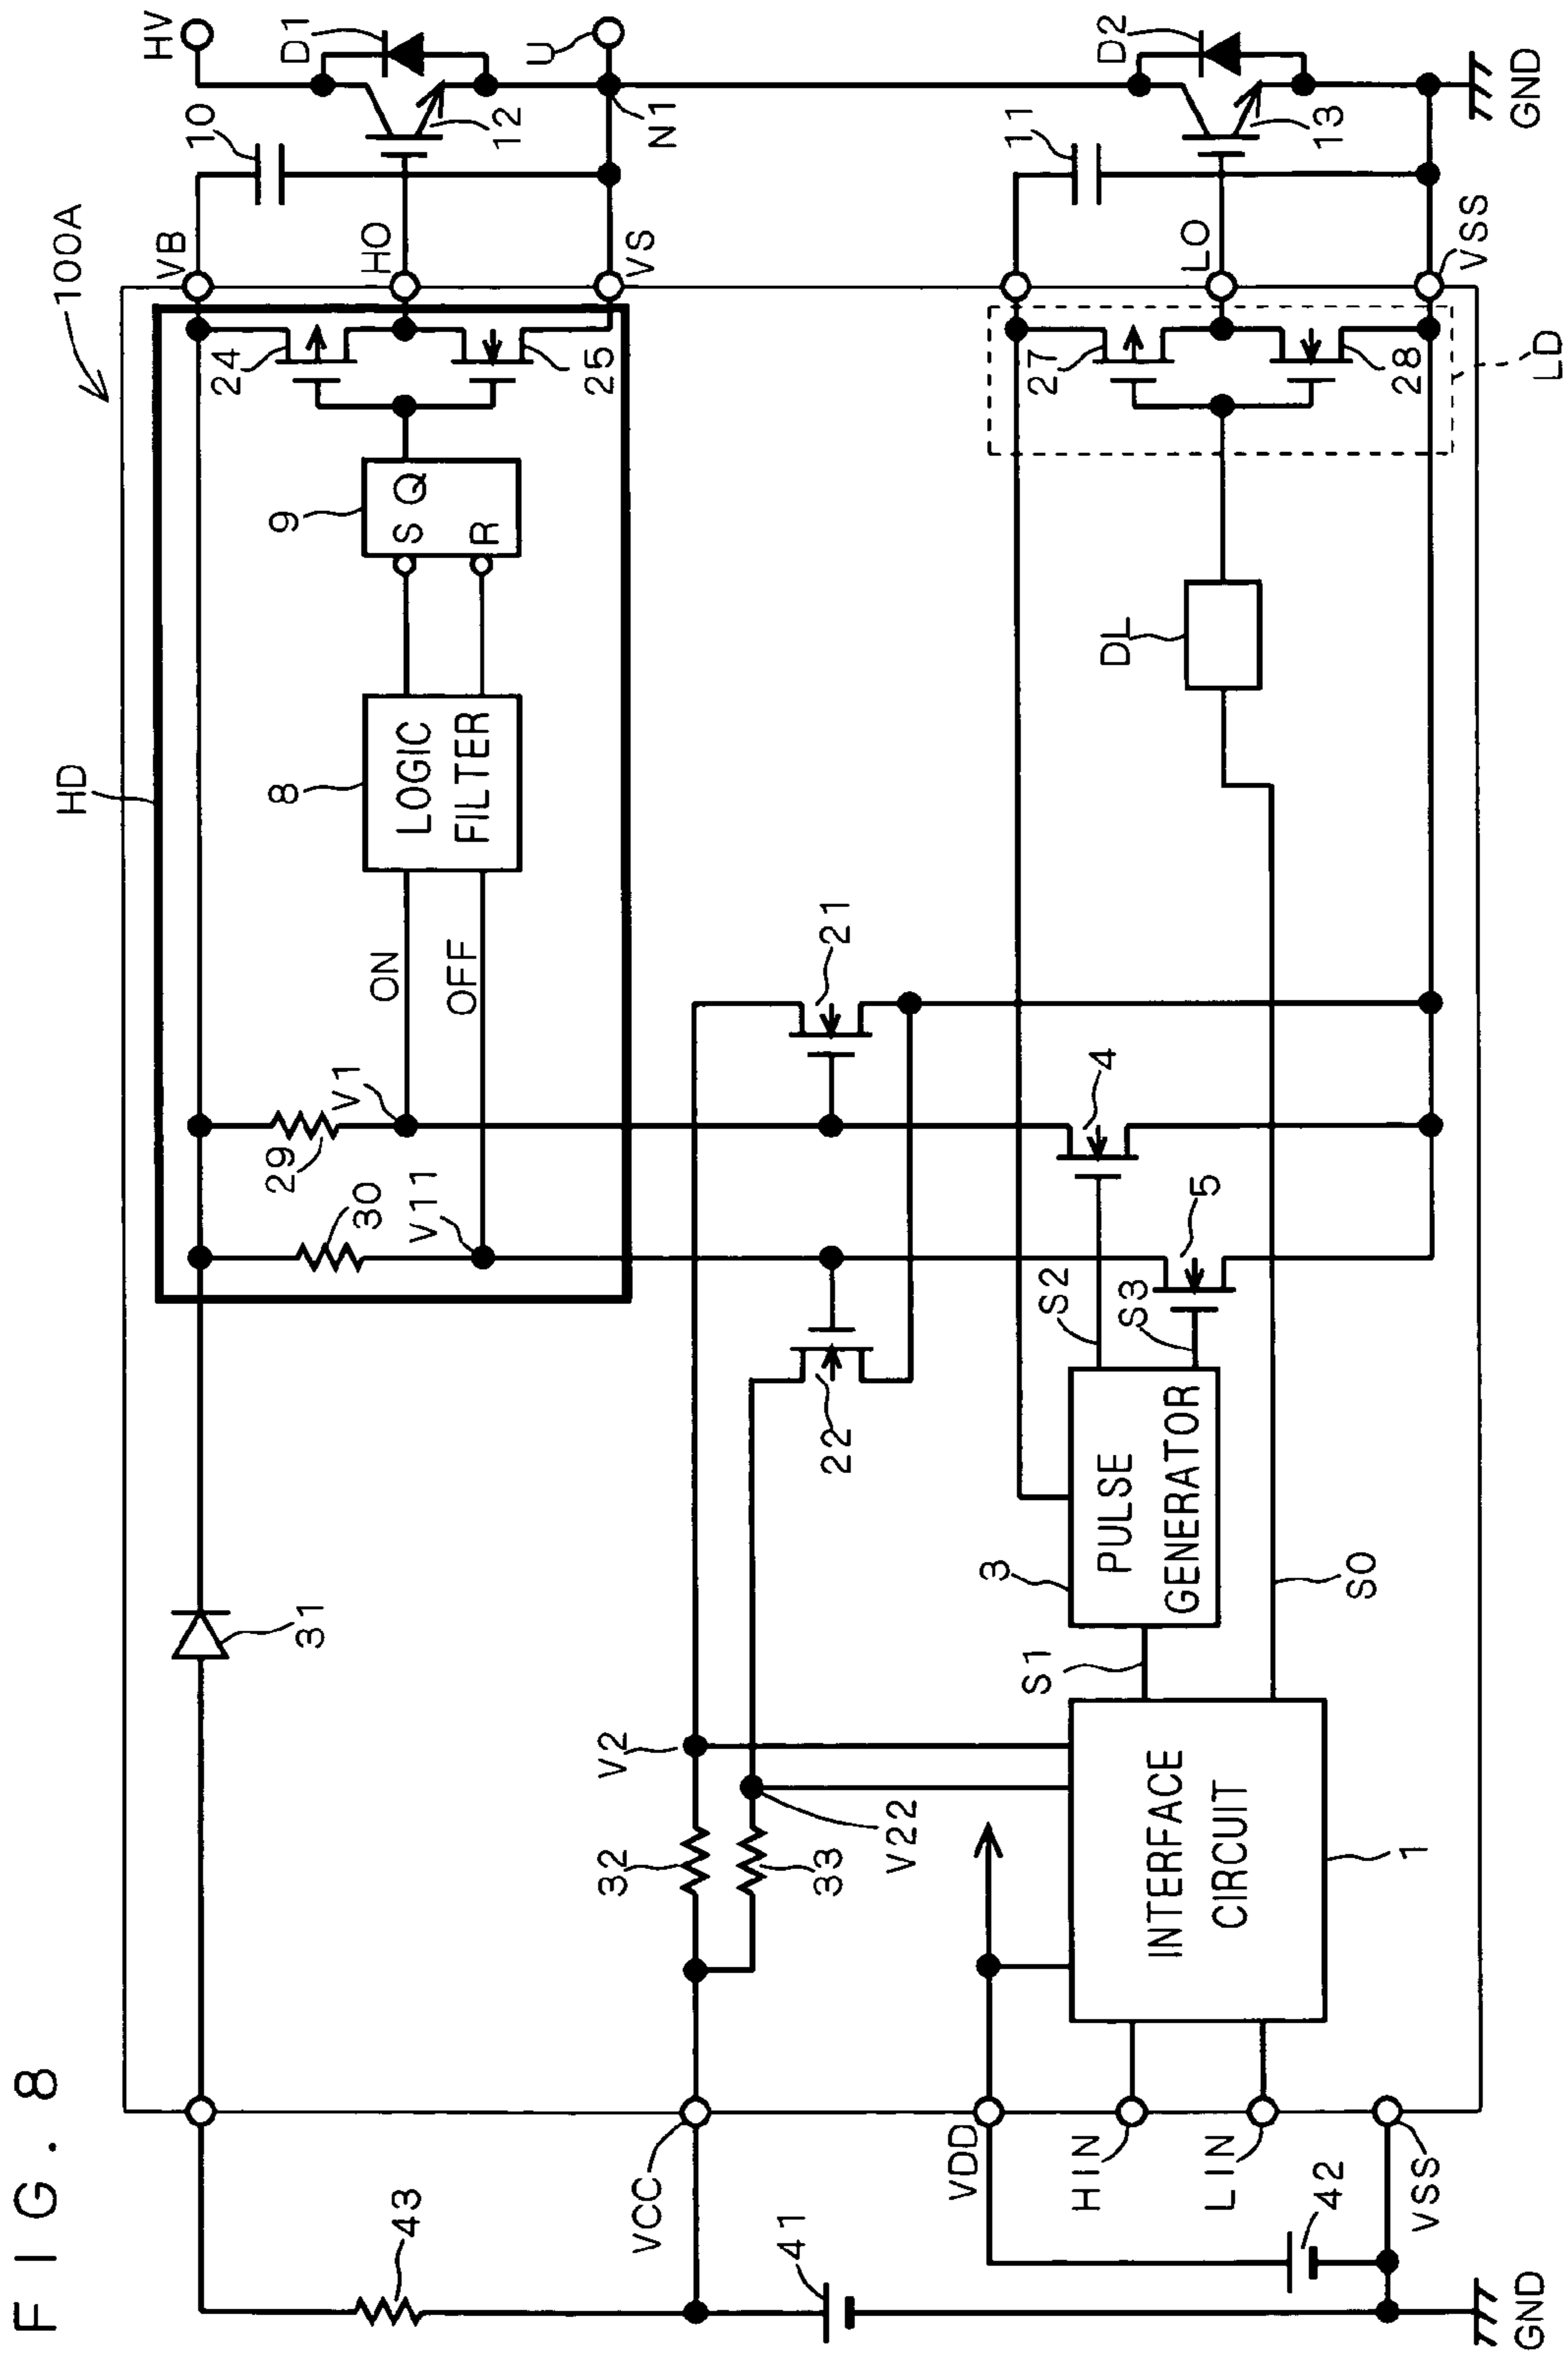 FIG. 8
100A
HD
HV
D1
10
12
U
N1
VB
HO
VS
24
25
9
S Q
R
8
LOGIC
FILTER
ON
OFF
29
V1
30
V11
31
43
21
22
4
5
S2
S3
3
PULSE
GENERATOR
S1
S0
V2
32
33
V22
INTERFACE
CIRCUIT
1
VCC
41
VDD
HIN
LIN
42
VSS
GND
DL
27
28
LD
LO
VSS
11
D2
13
GND